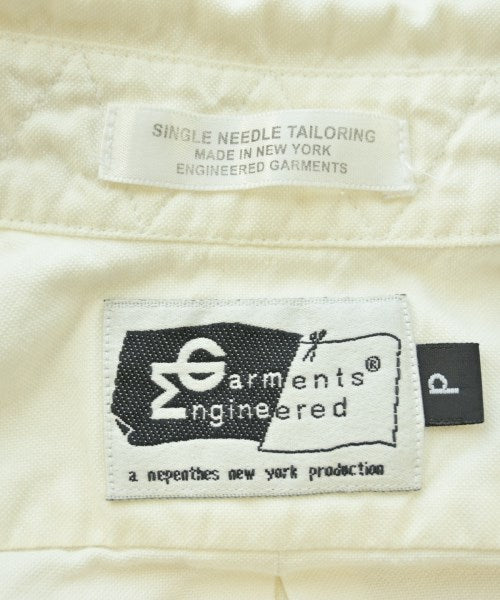 SINGLE NEEDLE TAILORING
MADE IN NEW YORK
ENGINEERED GARMENTS
Garments®
Engineered
a nepenthes new york production
P